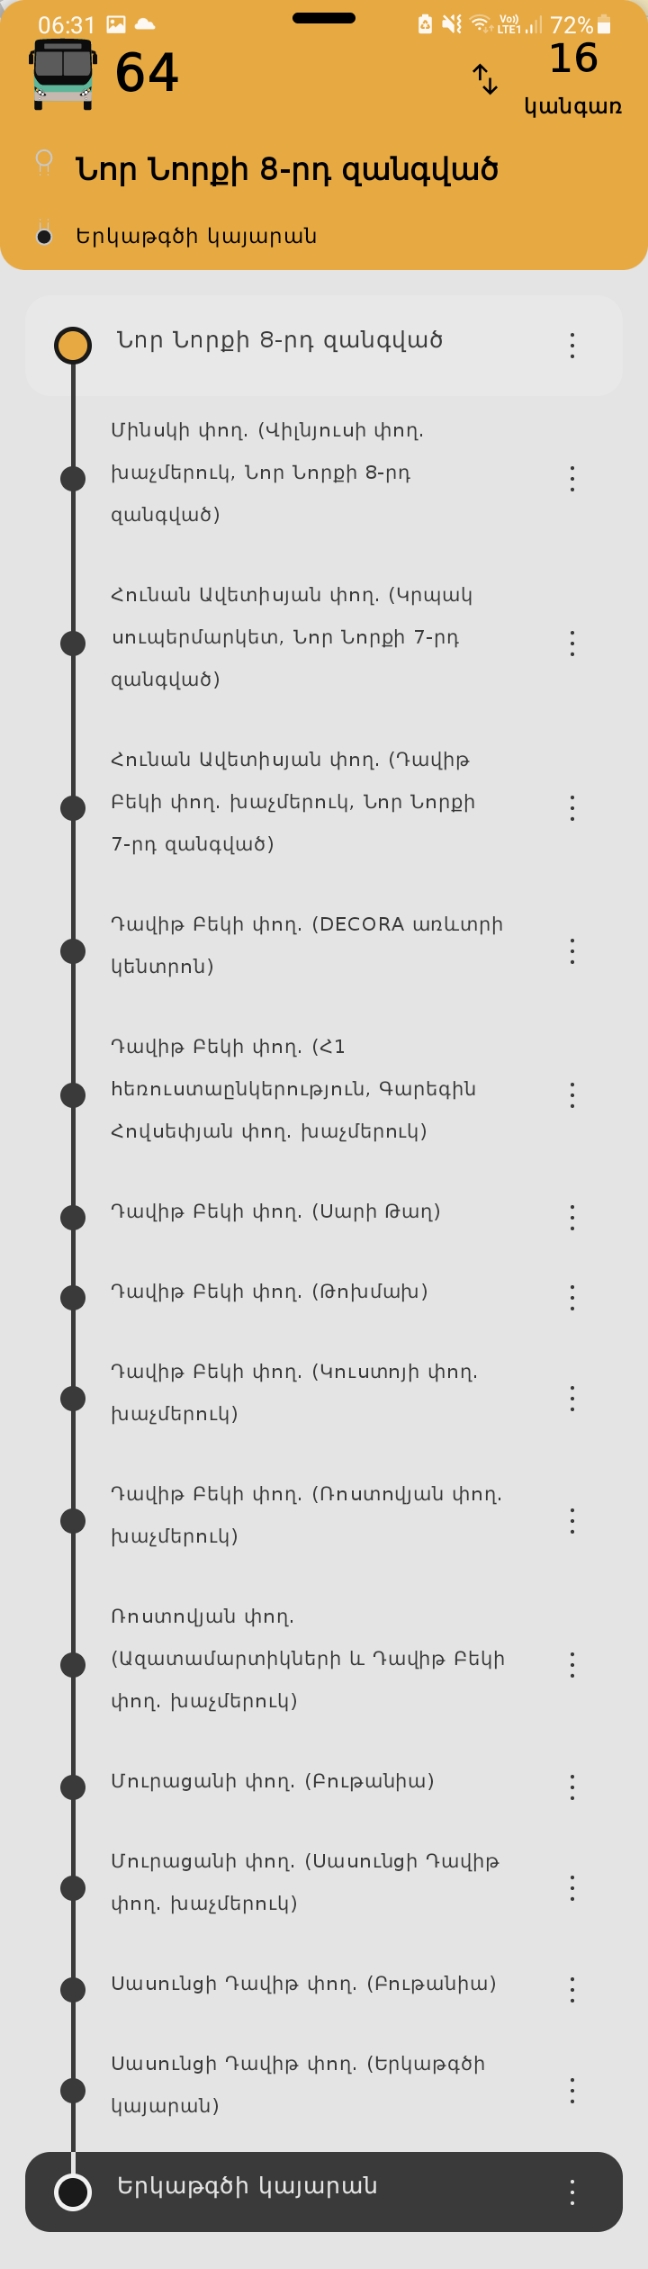 06:31
Vo))
LTE1
72%
64
16
կանգառ
Նոր Նորքի 8-րդ զանգված
Երկաթգծի կայարան
Նոր Նորքի 8-րդ զանգված
Մինսկի փող. (Վիլնյուսի փող.
խաչմերուկ, Նոր Նորքի 8-րդ
զանգված)
Հունան Ավետիսյան փող. (Կրպակ
սուպերմարկետ, Նոր Նորքի 7-րդ
զանգված)
Հունան Ավետիսյան փող. (Դավիթ
Բեկի փող. խաչմերուկ, Նոր Նորքի
7-րդ զանգված)
Դավիթ Բեկի փող. (DECORA առևտրի
կենտրոն)
Դավիթ Բեկի փող. (Հ1
հեռուստաընկերություն, Գարեգին
Հովսեփյան փող. խաչմերուկ)
Դավիթ Բեկի փող. (Սարի Թաղ)
Դավիթ Բեկի փող. (Թոխմախ)
Դավիթ Բեկի փող. (Կուստոյի փող.
խաչմերուկ)
Դավիթ Բեկի փող. (Ռոստովյան փող.
խաչմերուկ)
Ռոստովյան փող.
(Ազատամարտիկների և Դավիթ Բեկի
փող. խաչմերուկ)
Մուրացանի փող. (Բութանիա)
Մուրացանի փող. (Սասունցի Դավիթ
փող. խաչմերուկ)
Սասունցի Դավիթ փող. (Բութանիա)
Սասունցի Դավիթ փող. (Երկաթգծի
կայարան)
Երկաթգծի կայարան